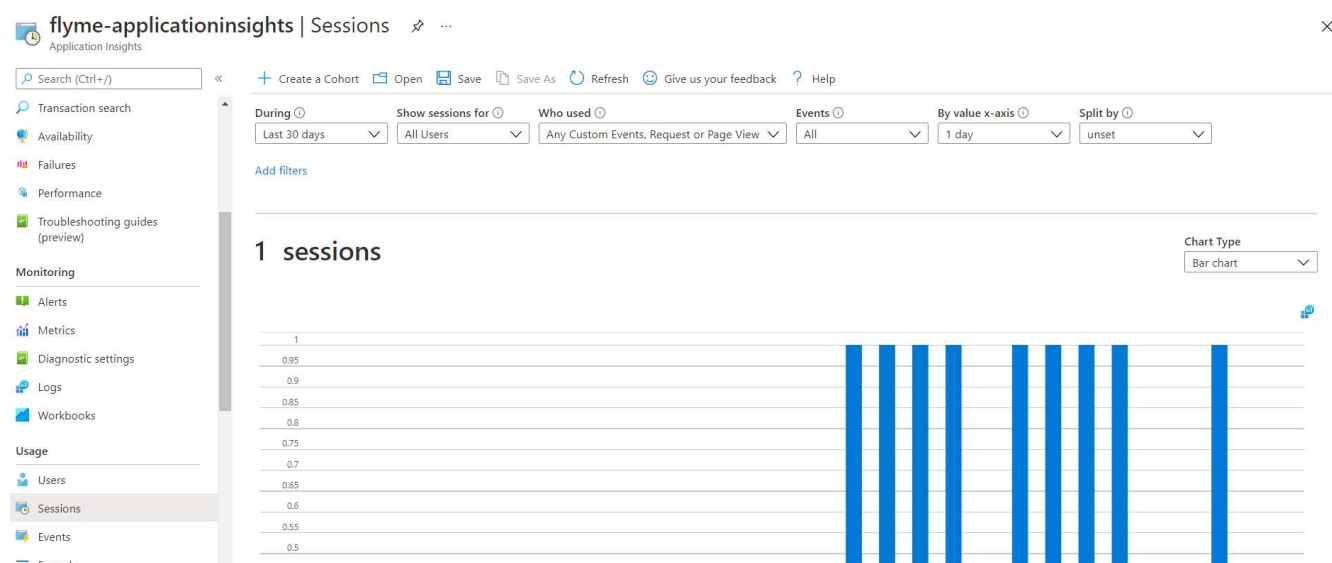 flyme-applicationinsights | Sessions
Application Insights
Search (Ctrl+/)
Transaction search
Availability
Failures
Performance
Troubleshooting guides
(preview)
Monitoring
Alerts
Metrics
Diagnostic settings
Logs
Workbooks
Usage
Users
Sessions
Events
Create a Cohort Open Save Save As Refresh Give us your feedback Help
During Show sessions for Who used Events By value x-axis Split by
Last 30 days All Users Any Custom Events, Request or Page View All 1 day unset
Add filters
1 sessions
Chart Type
Bar chart
1
0.95
0.9
0.85
0.8
0.75
0.7
0.65
0.6
0.55
0.5